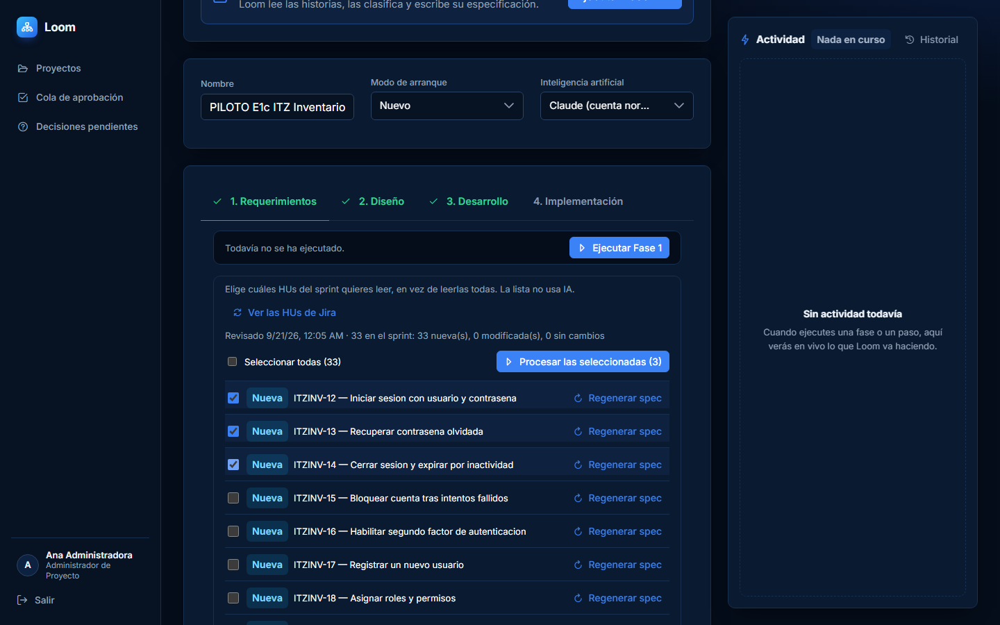 Loom
Proyectos
Cola de aprobación
Decisiones pendientes
Ana Administradora
A
Administrador de
Proyecto
Salir
Loom lee las historias, las clasifica y escribe su especificación.
Nombre
PILOTO E1c ITZ Inventario
Modo de arranque
Nuevo
Inteligencia artificial
Claude (cuenta nor...
1. Requerimientos
2. Diseño
3. Desarrollo
4. Implementación
Todavía no se ha ejecutado.
Ejecutar Fase 1
Elige cuáles HUs del sprint quieres leer, en vez de leerlas todas. La lista no usa IA.
Ver las HUs de Jira
Revisado 9/21/26, 12:05 AM · 33 en el sprint: 33 nueva(s), 0 modificada(s), 0 sin cambios
Seleccionar todas (33)
Procesar las seleccionadas (3)
Nueva ITZINV-12 — Iniciar sesion con usuario y contrasena Regenerar spec
Nueva ITZINV-13 — Recuperar contrasena olvidada Regenerar spec
Nueva ITZINV-14 — Cerrar sesion y expirar por inactividad Regenerar spec
Nueva ITZINV-15 — Bloquear cuenta tras intentos fallidos Regenerar spec
Nueva ITZINV-16 — Habilitar segundo factor de autenticacion Regenerar spec
Nueva ITZINV-17 — Registrar un nuevo usuario Regenerar spec
Nueva ITZINV-18 — Asignar roles y permisos Regenerar spec
Actividad
Nada en curso
Historial
Sin actividad todavía
Cuando ejecutes una fase o un paso, aquí
verás en vivo lo que Loom va haciendo.